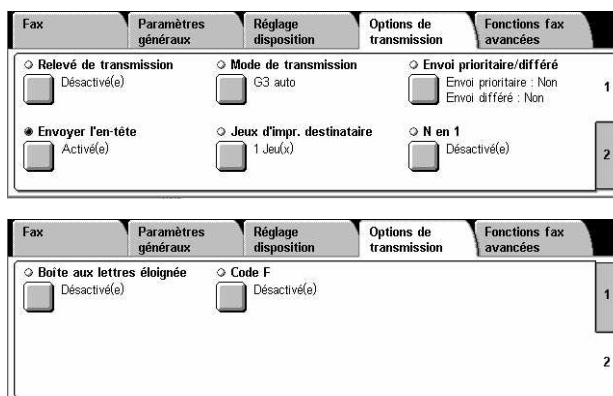 Fax
Paramètres généraux
Réglage disposition
Options de transmission
Fonctions fax avancées
Relevé de transmission
Désactivé(e)
Mode de transmission
G3 auto
Envoi prioritaire/différé
Envoi prioritaire : Non
Envoi différé : Non
1
Envoyer l'en-tête
Activé(e)
Jeux d'impr. destinataire
1 Jeu(x)
N en 1
Désactivé(e)
2
Fax
Paramètres généraux
Réglage disposition
Options de transmission
Fonctions fax avancées
Boîte aux lettres éloignée
Désactivé(e)
Code F
Désactivé(e)
1
2